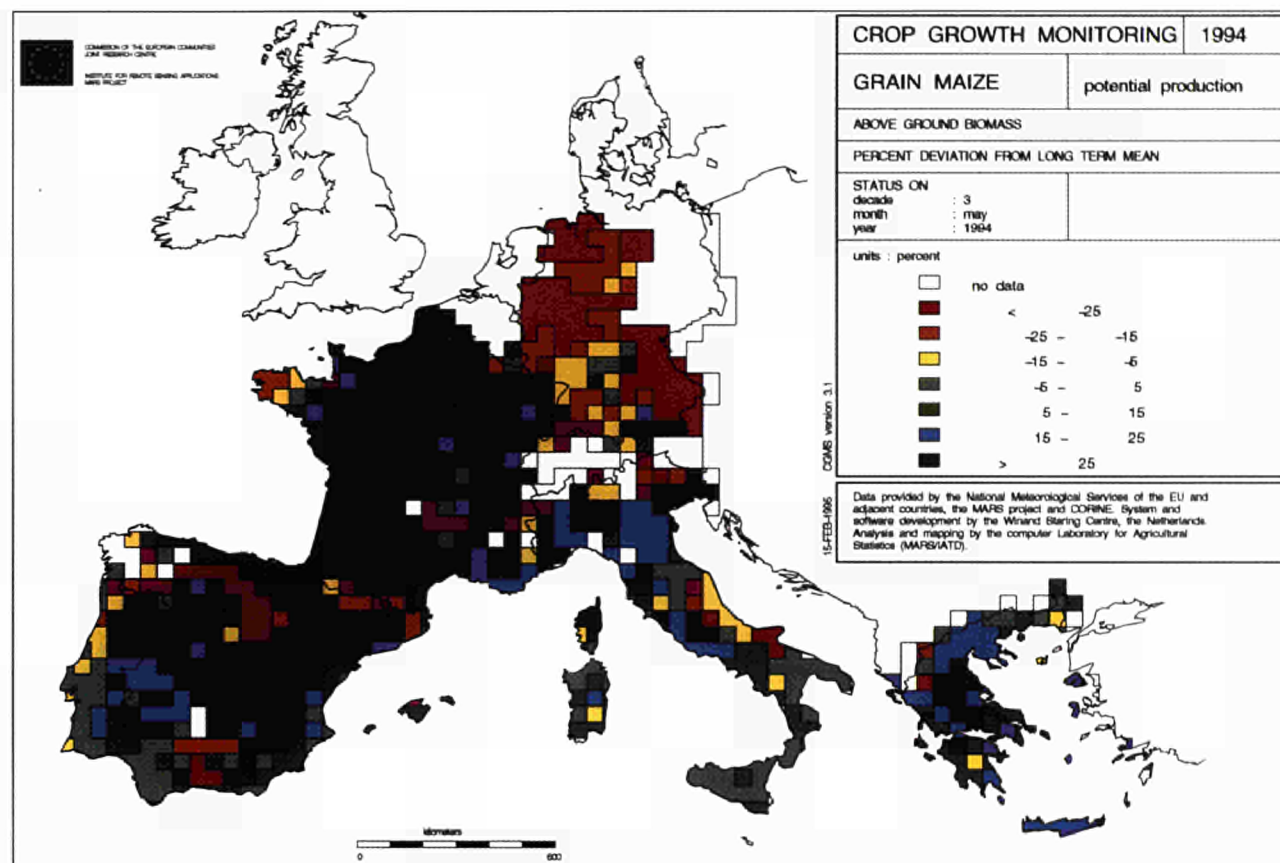 COMMISSION OF THE EUROPEAN COMMUNITIES
JOINT RESEARCH CENTRE
INSTITUTE FOR REMOTE SENSING APPLICATIONS
MARS PROJECT
CROP GROWTH MONITORING 1994
GRAIN MAIZE potential production
ABOVE GROUND BIOMASS
PERCENT DEVIATION FROM LONG TERM MEAN
STATUS ON
decade : 3
month : may
year : 1994
units : percent
no data
< -25
-25 - -15
-15 - -5
-5 - 5
5 - 15
15 - 25
> 25
CGMS version 3.1
15-FEB-1995
Data provided by the National Meteorological Services of the EU and
adjacent countries, the MARS project and CORINE. System and
software development by the Winand Staring Centre, the Netherlands.
Analysis and mapping by the computer Laboratory for Agricultural
Statistics (MARS/IATD).
kilometers
0 600